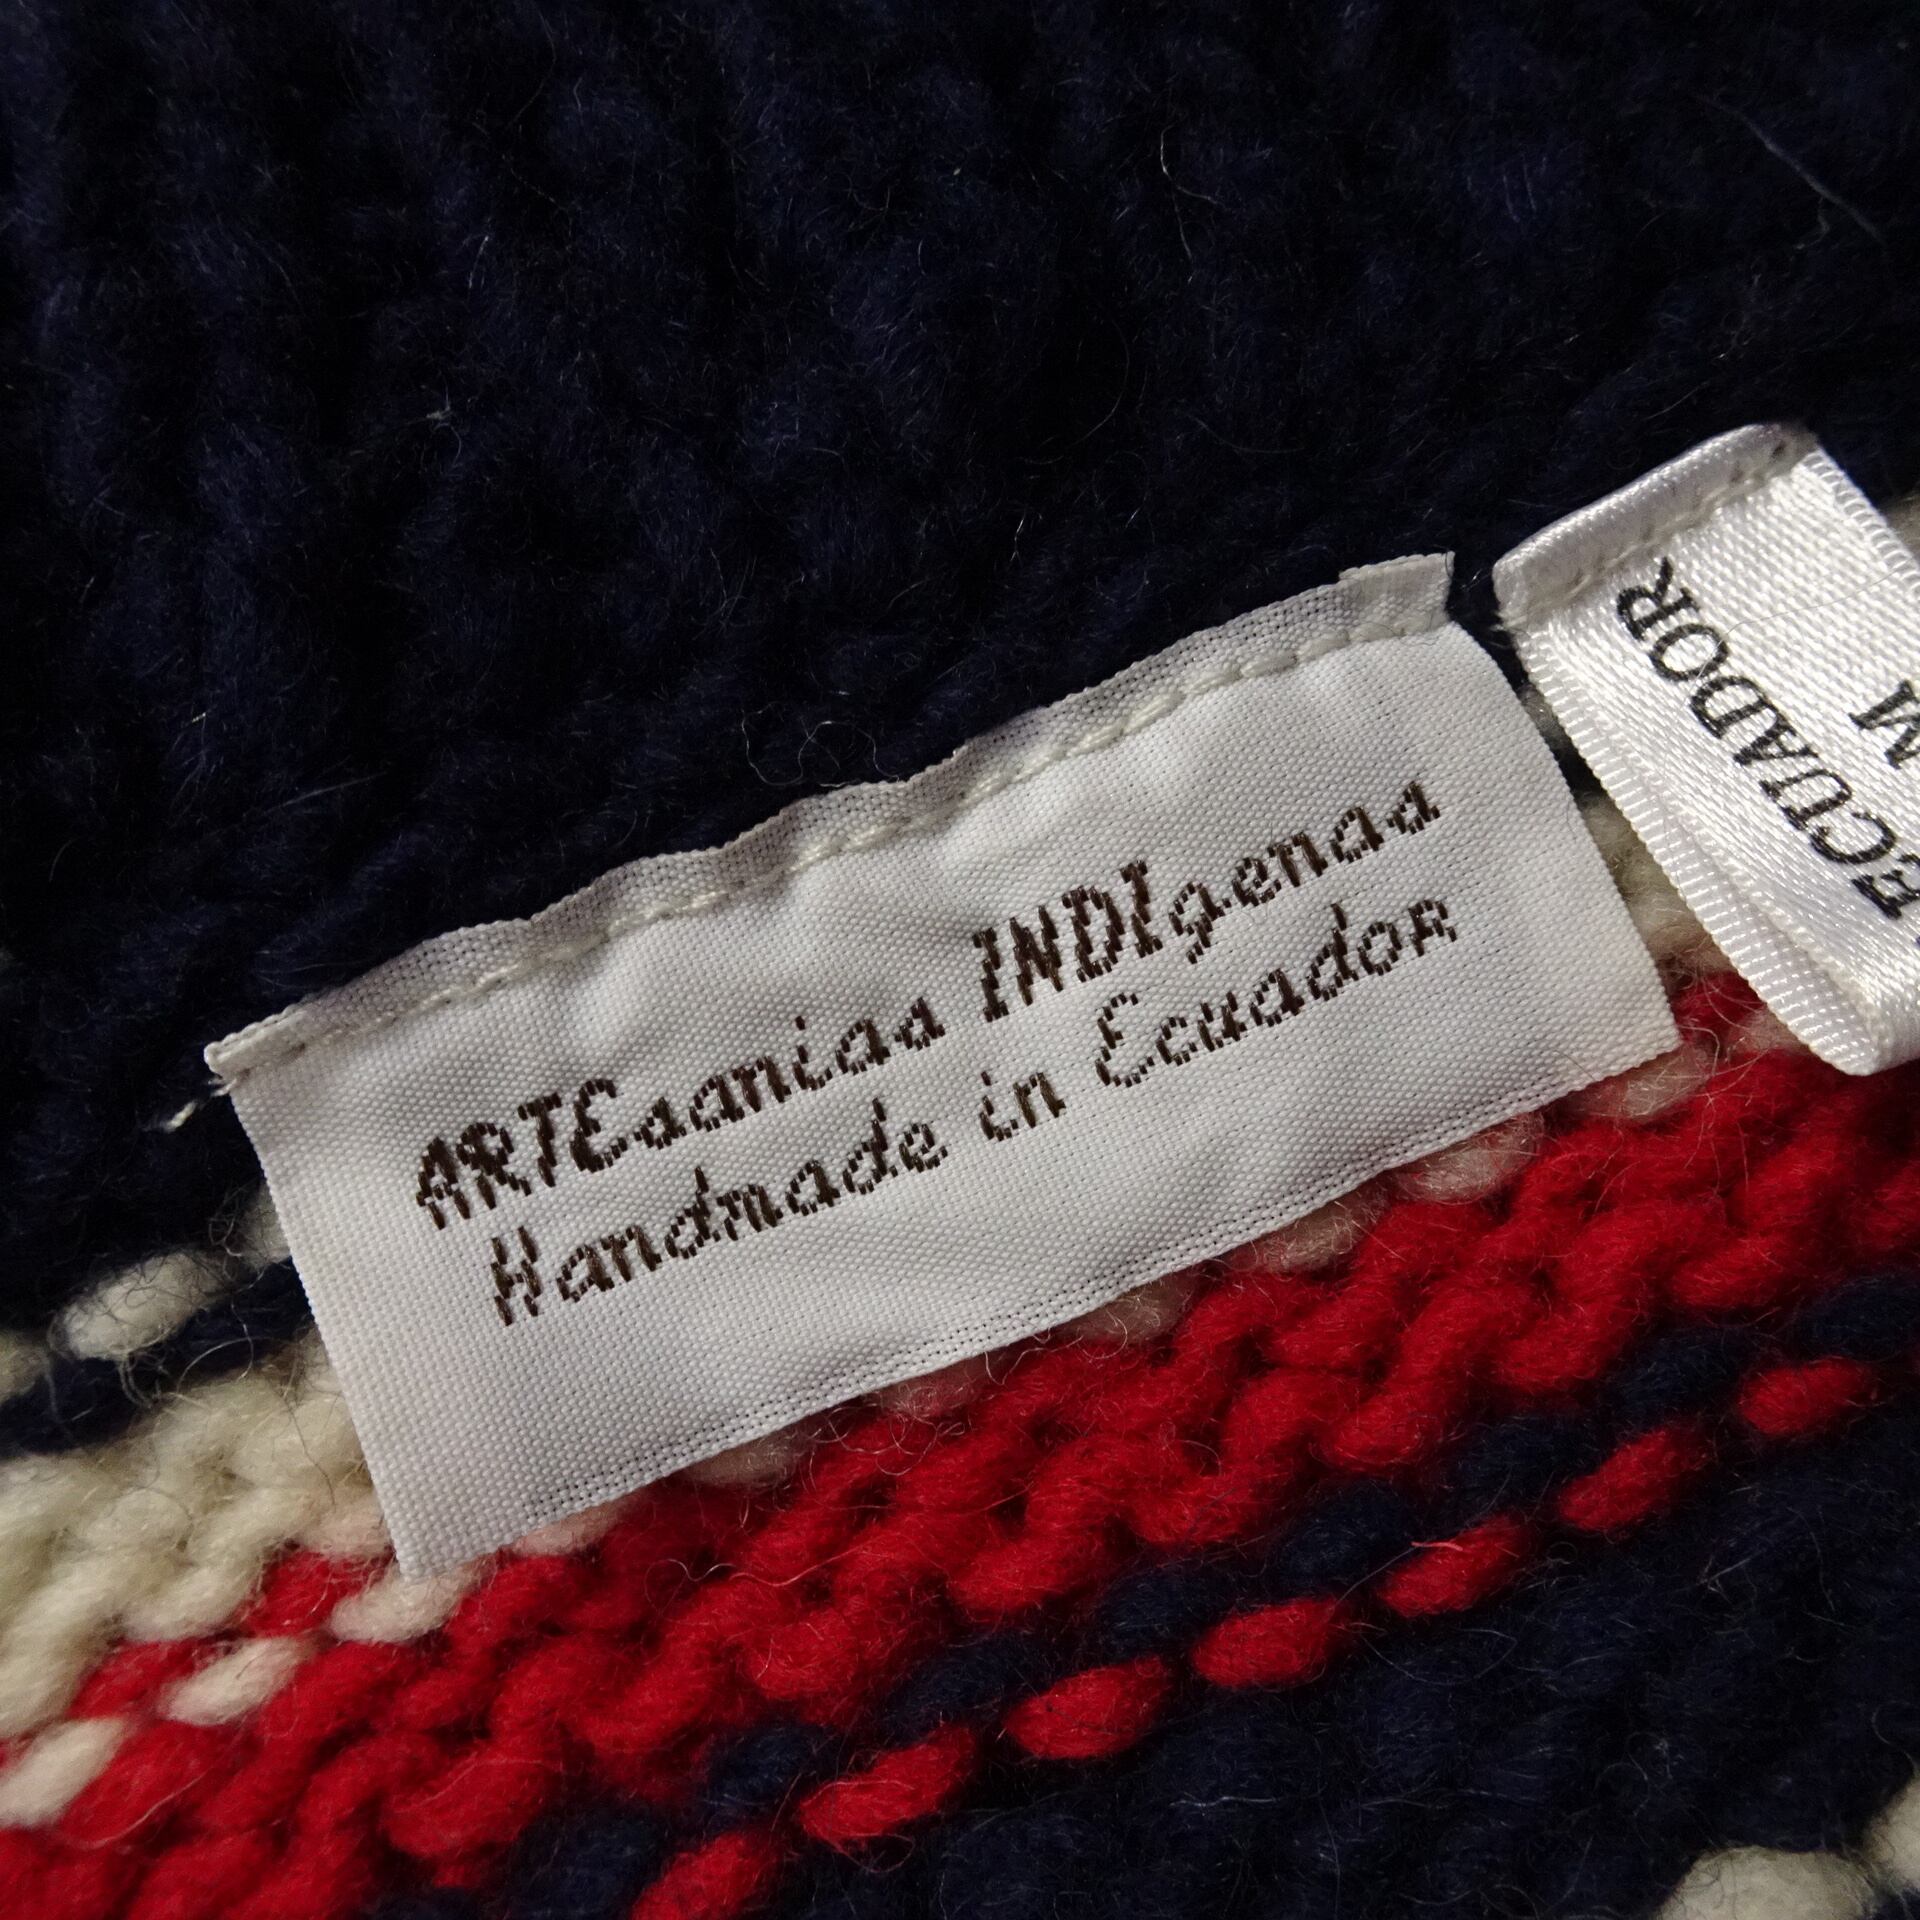 ARTEsanias INDIgenas
Handmade in Ecuador
ECUADOR
M